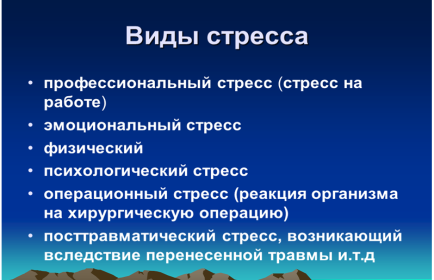 Виды стресса
• профессиональный стресс (стресс на
работе)
• эмоциональный стресс
• физический
• психологический стресс
• операционный стресс (реакция организма
на хирургическую операцию)
• посттравматический стресс, возникающий
вследствие перенесенной травмы и.т.д